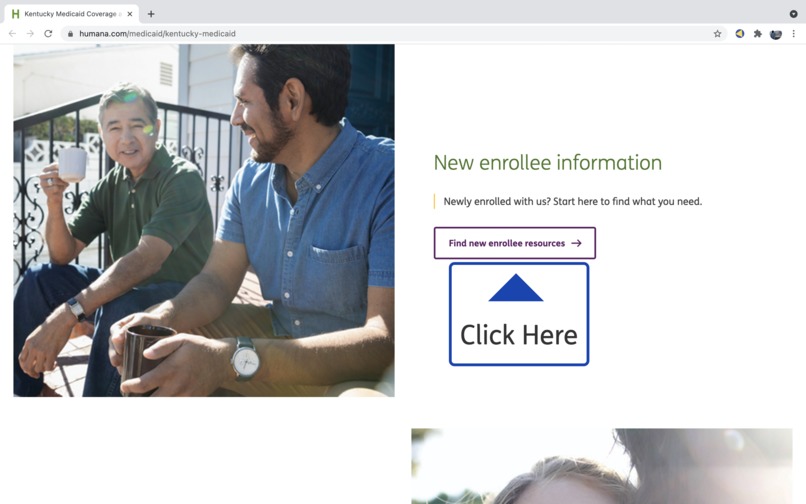 Kentucky Medicaid Coverage
humana.com/medicaid/kentucky-medicaid
New enrollee information
Newly enrolled with us? Start here to find what you need.
Find new enrollee resources
Click Here